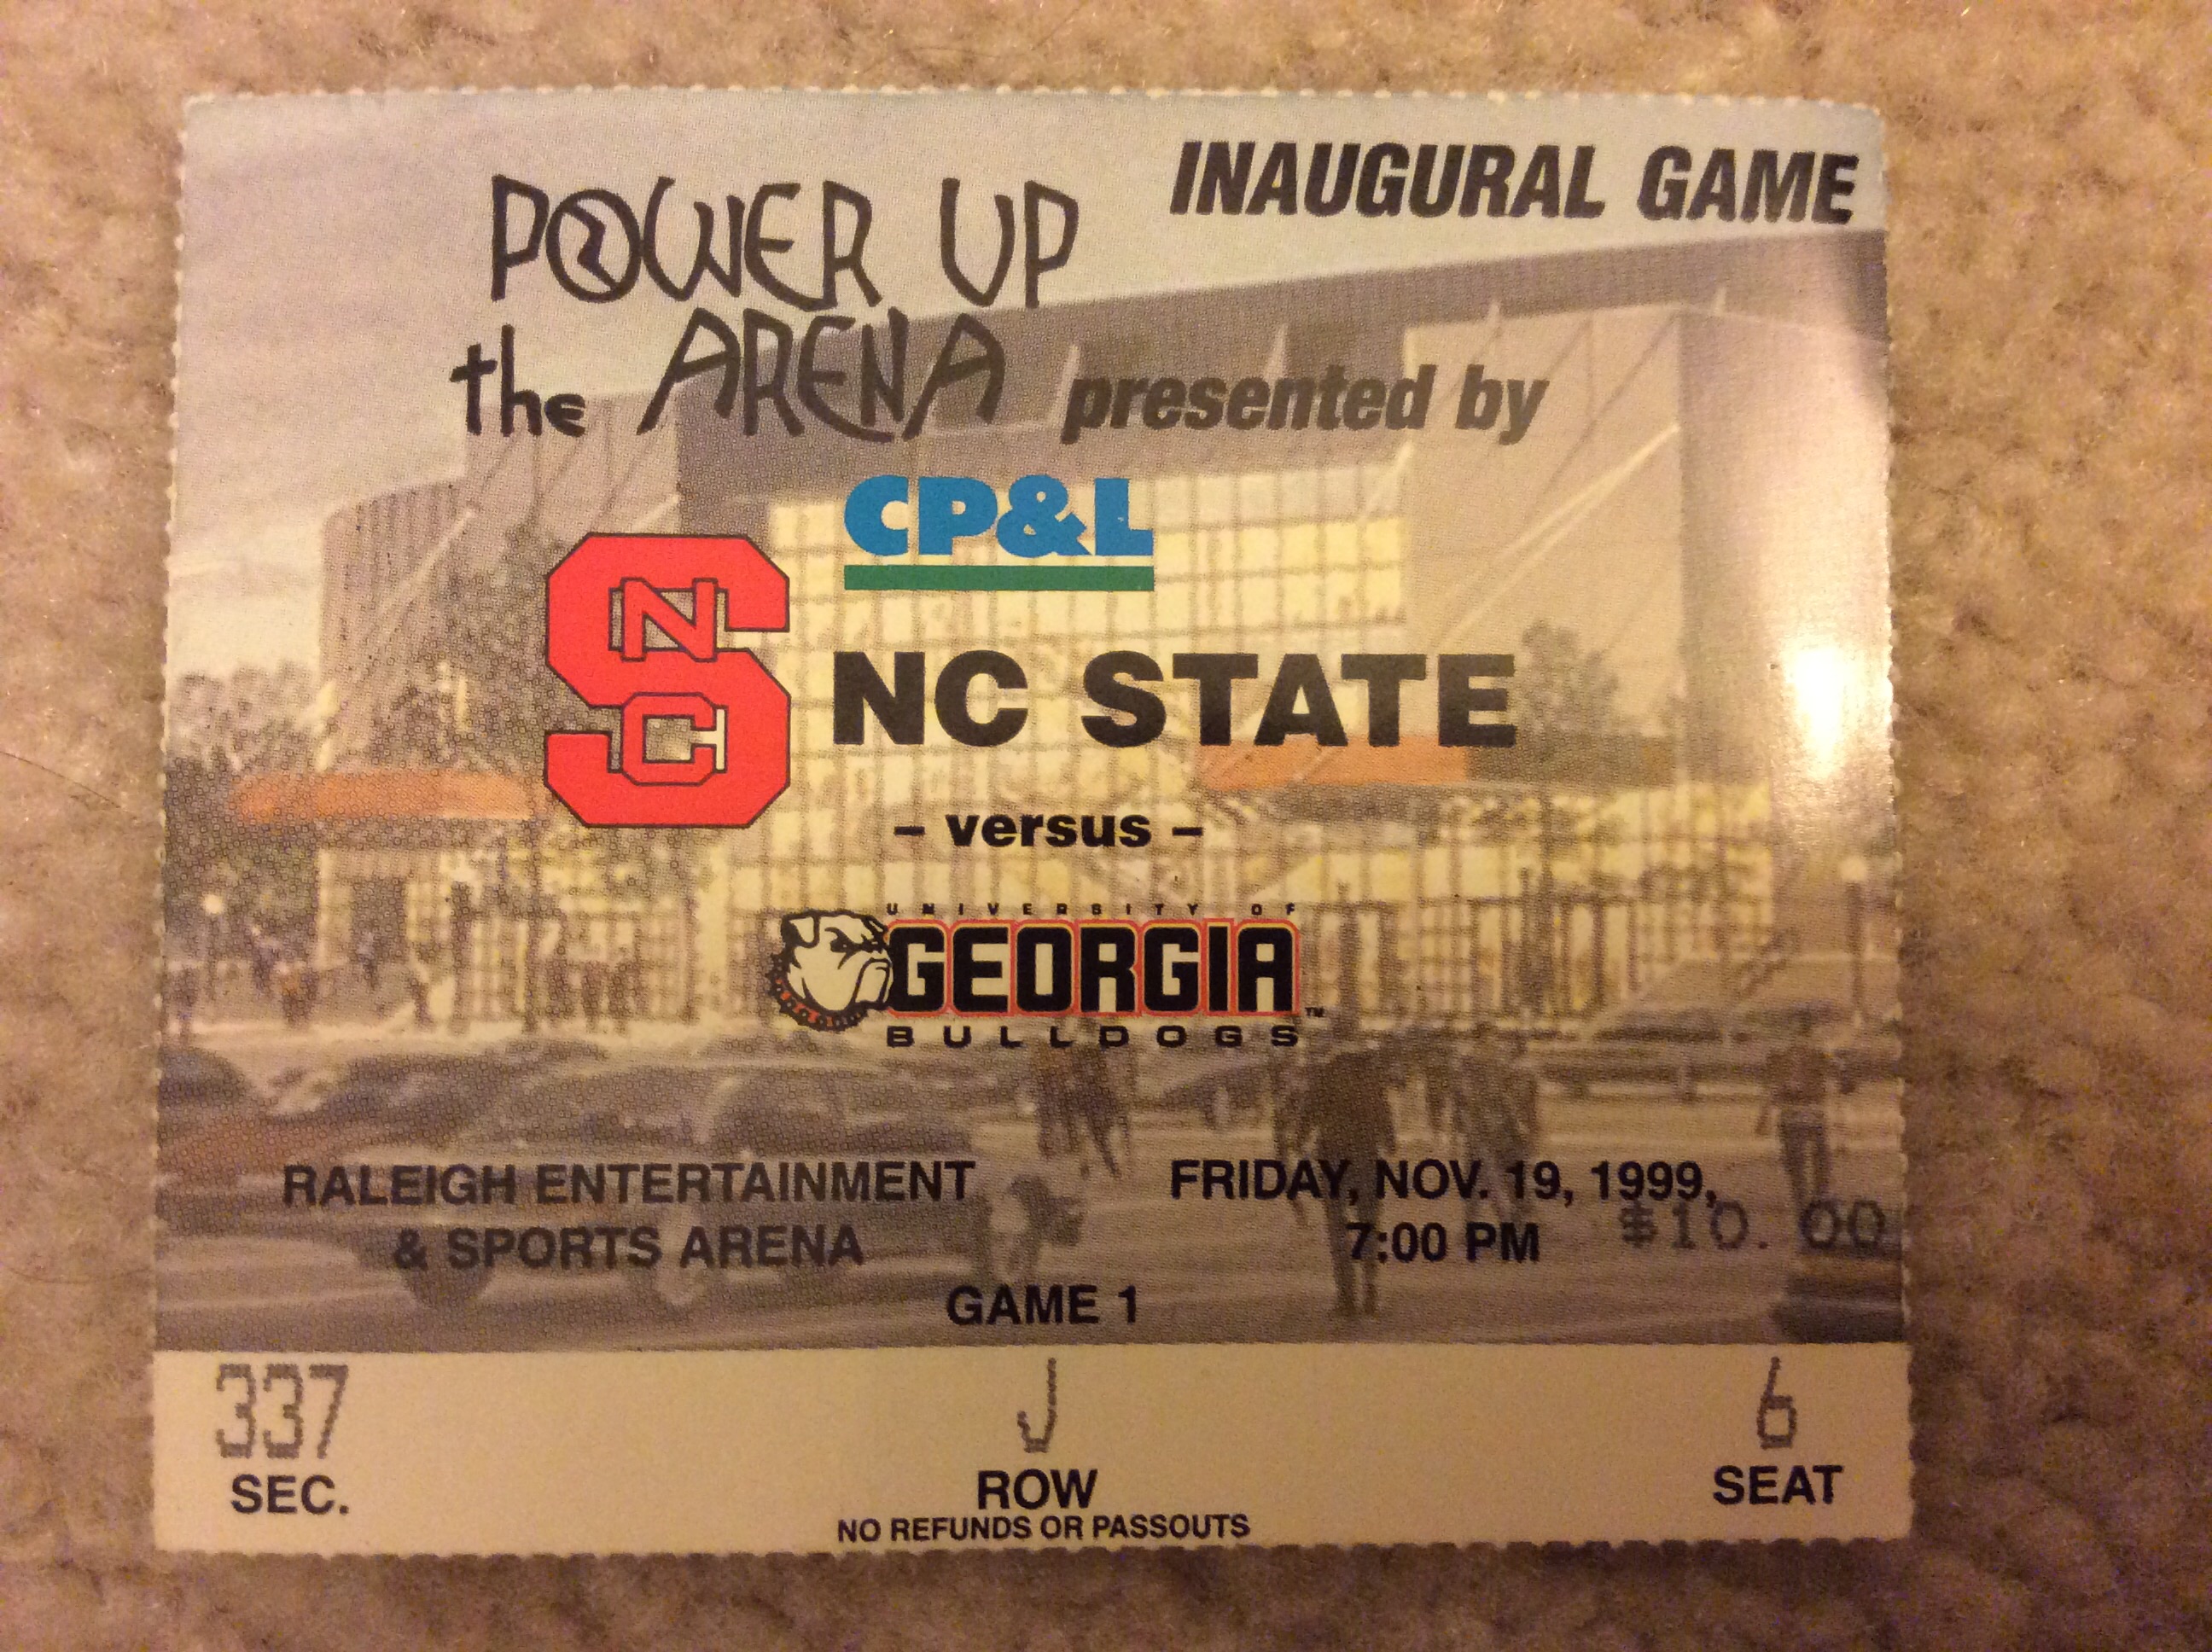 INAUGURAL GAME
POWER UP
the ARENA presented by
CP&L
NC STATE
- versus -
UNIVERSITY OF
GEORGIA™
BULLDOGS
RALEIGH ENTERTAINMENT
& SPORTS ARENA
FRIDAY, NOV. 19, 1999,
7:00 PM $10.00
GAME 1
337 J 6
SEC. ROW SEAT
NO REFUNDS OR PASSOUTS
NSC